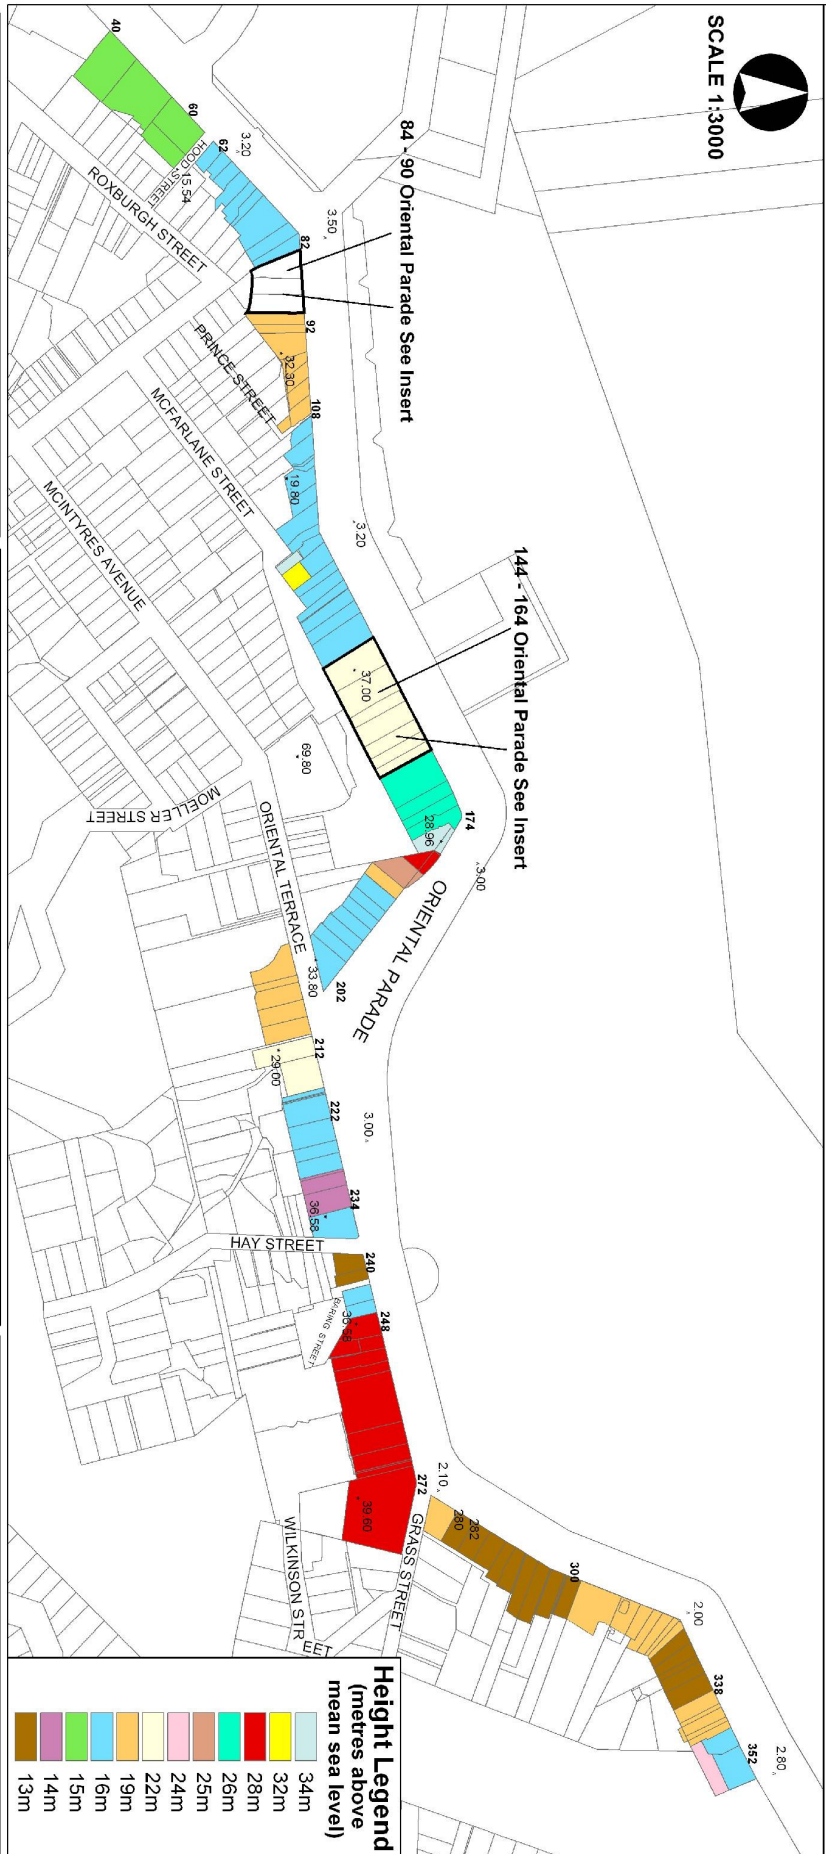 SCALE 1:3000
84 - 90 Oriental Parade See Insert
144 - 164 Oriental Parade See Insert
40
60
62
3.20
HOOD STREE
15.54
ROXBURGH STREET
3.50
82
92
PRINCE STREET
32.30
108
MCFARLANE STREET
19.80
3.20
MCINTYRES AVENUE
37.00
69.80
MOELLER STREET
174
28.96
3.00
ORIENTAL TERRACE
ORIENTAL PARADE
33.80
202
212
29.00
222
3.00
234
36.58
HAY STREET
240
BARING STREET
36.58
248
272
2.10
39.60
GRASS STREET
WILKINSON STR
EET
280
282
300
2.00
338
352
2.80
Height Legend
(metres above
mean sea level)
34m
32m
28m
26m
25m
24m
22m
19m
16m
15m
14m
13m